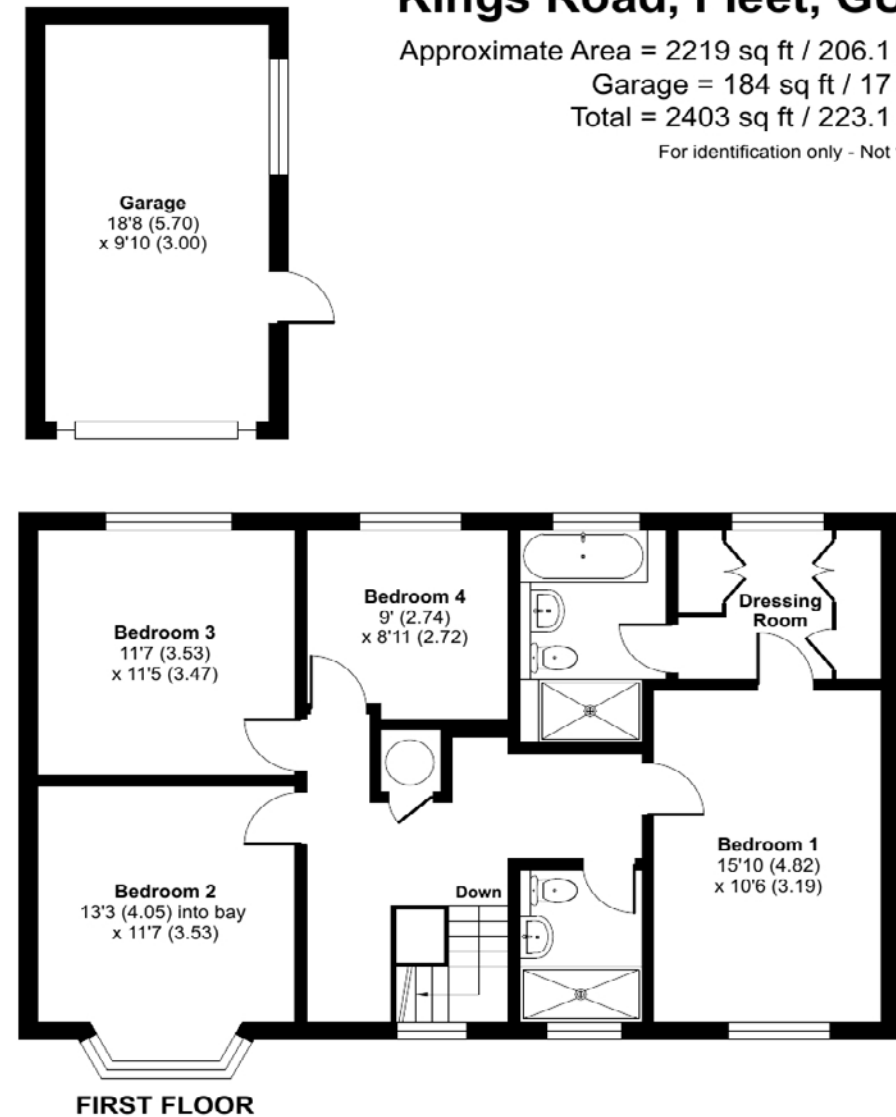 Kings Road, Fleet, GU
Approximate Area = 2219 sq ft / 206.1
Garage = 184 sq ft / 17
Total = 2403 sq ft / 223.1
For identification only - Not
Garage
18'8 (5.70)
x 9'10 (3.00)
Bedroom 3
11'7 (3.53)
x 11'5 (3.47)
Bedroom 4
9' (2.74)
x 8'11 (2.72)
Dressing
Room
Bedroom 2
13'3 (4.05) into bay
x 11'7 (3.53)
Down
Bedroom 1
15'10 (4.82)
x 10'6 (3.19)
FIRST FLOOR